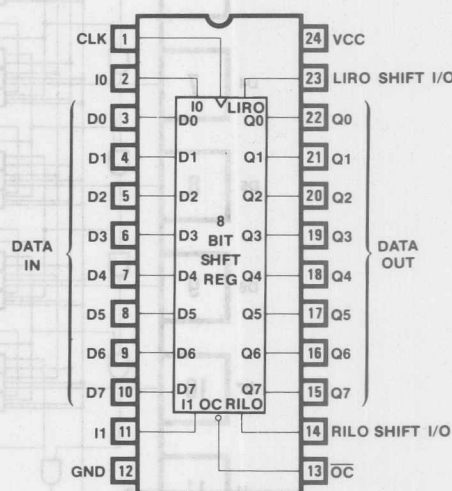 CLK 1 24 VCC
I0 2 23 LIRO SHIFT I/O
I0 LIRO
D0 3 D0 Q0 22 Q0
D1 4 D1 Q1 21 Q1
D2 5 D2 Q2 20 Q2
D3 6 D3 8 Q3 19 Q3
DATA IN BIT DATA OUT
D4 7 D4 SHFT REG Q4 18 Q4
D5 8 D5 Q5 17 Q5
D6 9 D6 Q6 16 Q6
D7 10 D7 Q7 15 Q7
I1 OC RILO
I1 11 14 RILO SHIFT I/O
GND 12 13 O̅C̅